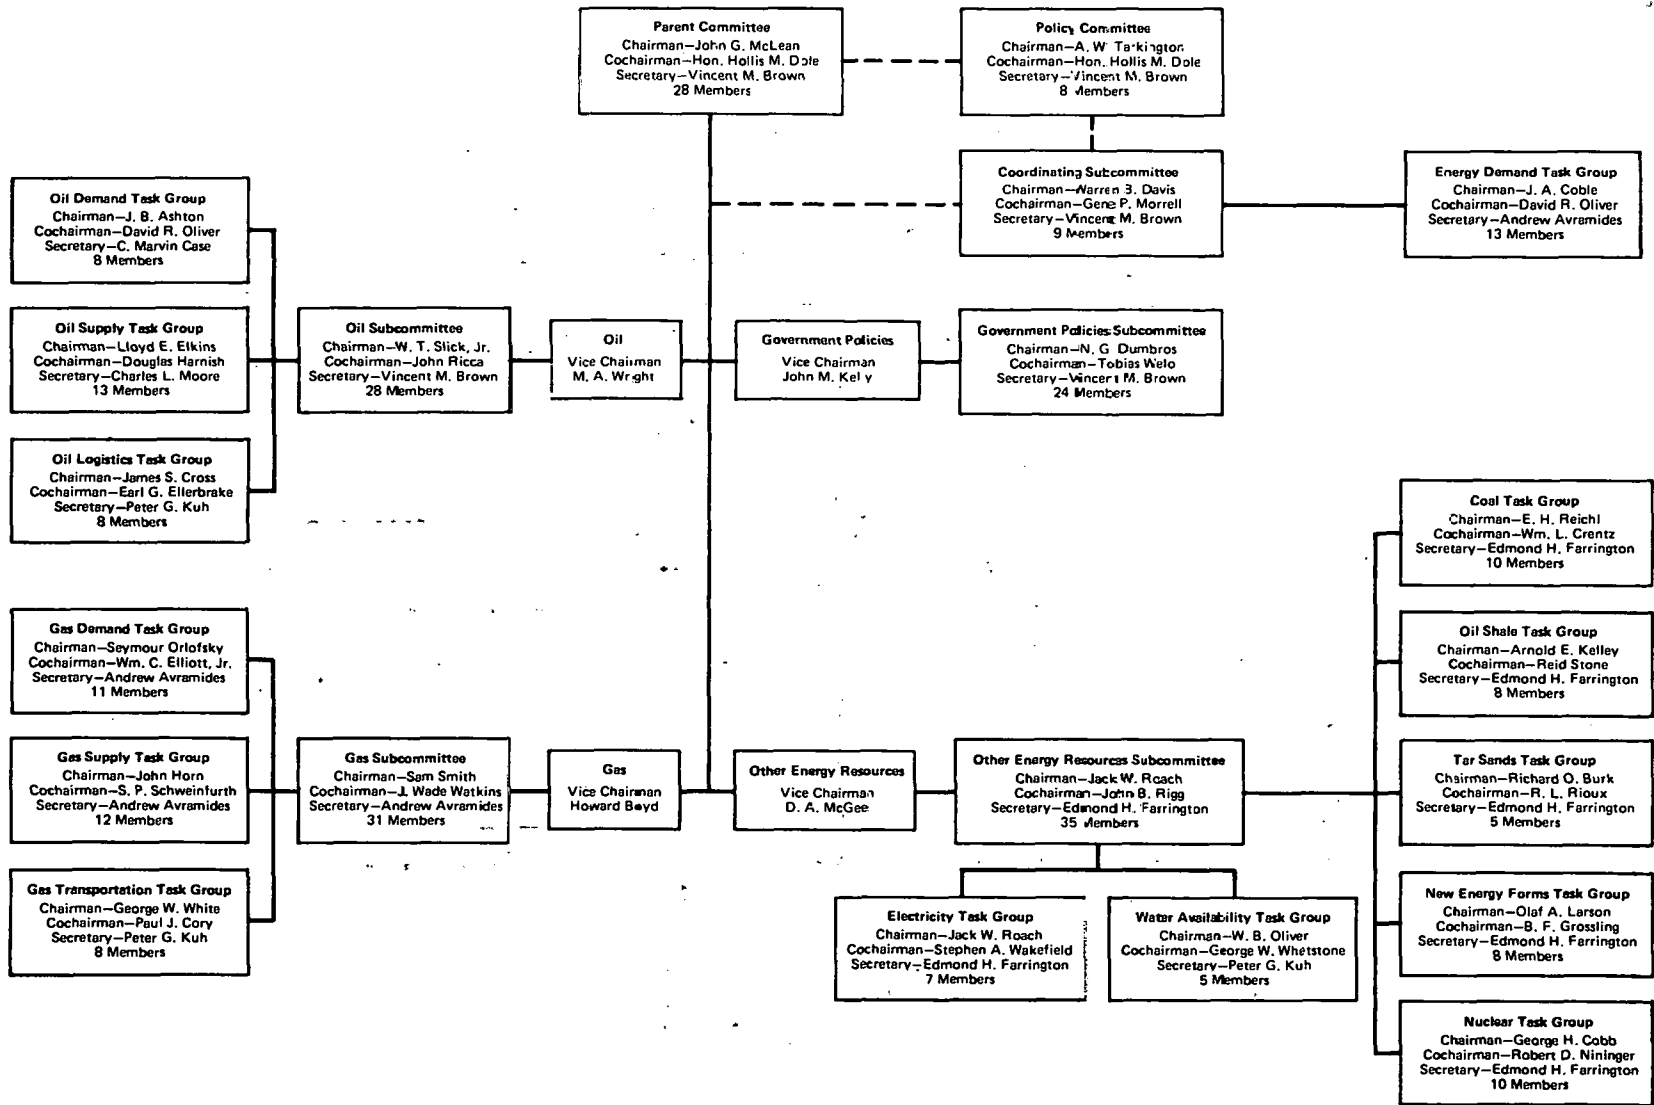 Parent Committee
Chairman—John G. McLean
Cochairman—Hon. Hollis M. Dole
Secretary—Vincent M. Brown
28 Members
Policy Committee
Chairman—A. W. Tarkington
Cochairman—Hon. Hollis M. Dole
Secretary—Vincent M. Brown
8 Members
Coordinating Subcommittee
Chairman—Warren B. Davis
Cochairman—Gene P. Morrell
Secretary—Vincent M. Brown
9 Members
Energy Demand Task Group
Chairman—J. A. Coble
Cochairman—David R. Oliver
Secretary—Andrew Avramides
13 Members
Oil Demand Task Group
Chairman—J. B. Ashton
Cochairman—David R. Oliver
Secretary—C. Marvin Case
8 Members
Oil Supply Task Group
Chairman—Lloyd E. Elkins
Cochairman—Douglas Harnish
Secretary—Charles L. Moore
13 Members
Oil Logistics Task Group
Chairman—James S. Cross
Cochairman—Earl G. Ellerbrake
Secretary—Peter G. Kuh
8 Members
Oil Subcommittee
Chairman—W. T. Slick, Jr.
Cochairman—John Ricca
Secretary—Vincent M. Brown
28 Members
Oil
Vice Chairman
M. A. Wright
Government Policies
Vice Chairman
John M. Kelly
Government Policies Subcommittee
Chairman—N. G. Dumbros
Cochairman—Tobias Welo
Secretary—Vincent M. Brown
24 Members
Gas Demand Task Group
Chairman—Seymour Orlofsky
Cochairman—Wm. C. Elliott, Jr.
Secretary—Andrew Avramides
11 Members
Gas Supply Task Group
Chairman—John Horn
Cochairman—S. P. Schweinfurth
Secretary—Andrew Avramides
12 Members
Gas Transportation Task Group
Chairman—George W. White
Cochairman—Paul J. Cory
Secretary—Peter G. Kuh
8 Members
Gas Subcommittee
Chairman—Sam Smith
Cochairman—J. Wade Watkins
Secretary—Andrew Avramides
31 Members
Gas
Vice Chairman
Howard Boyd
Other Energy Resources
Vice Chairman
D. A. McGee
Other Energy Resources Subcommittee
Chairman—Jack W. Roach
Cochairman—John B. Rigg
Secretary—Edmond H. Farrington
35 Members
Electricity Task Group
Chairman—Jack W. Roach
Cochairman—Stephen A. Wakefield
Secretary—Edmond H. Farrington
7 Members
Water Availability Task Group
Chairman—W. B. Oliver
Cochairman—George W. Whetstone
Secretary—Peter G. Kuh
5 Members
Coal Task Group
Chairman—E. H. Reichl
Cochairman—Wm. L. Crentz
Secretary—Edmond H. Farrington
10 Members
Oil Shale Task Group
Chairman—Arnold E. Kelley
Cochairman—Reid Stone
Secretary—Edmond H. Farrington
8 Members
Tar Sands Task Group
Chairman—Richard O. Burk
Cochairman—R. L. Rioux
Secretary—Edmond H. Farrington
5 Members
New Energy Forms Task Group
Chairman—Olaf A. Larson
Cochairman—B. F. Grossling
Secretary—Edmond H. Farrington
8 Members
Nuclear Task Group
Chairman—George H. Cobb
Cochairman—Robert D. Nininger
Secretary—Edmond H. Farrington
10 Members